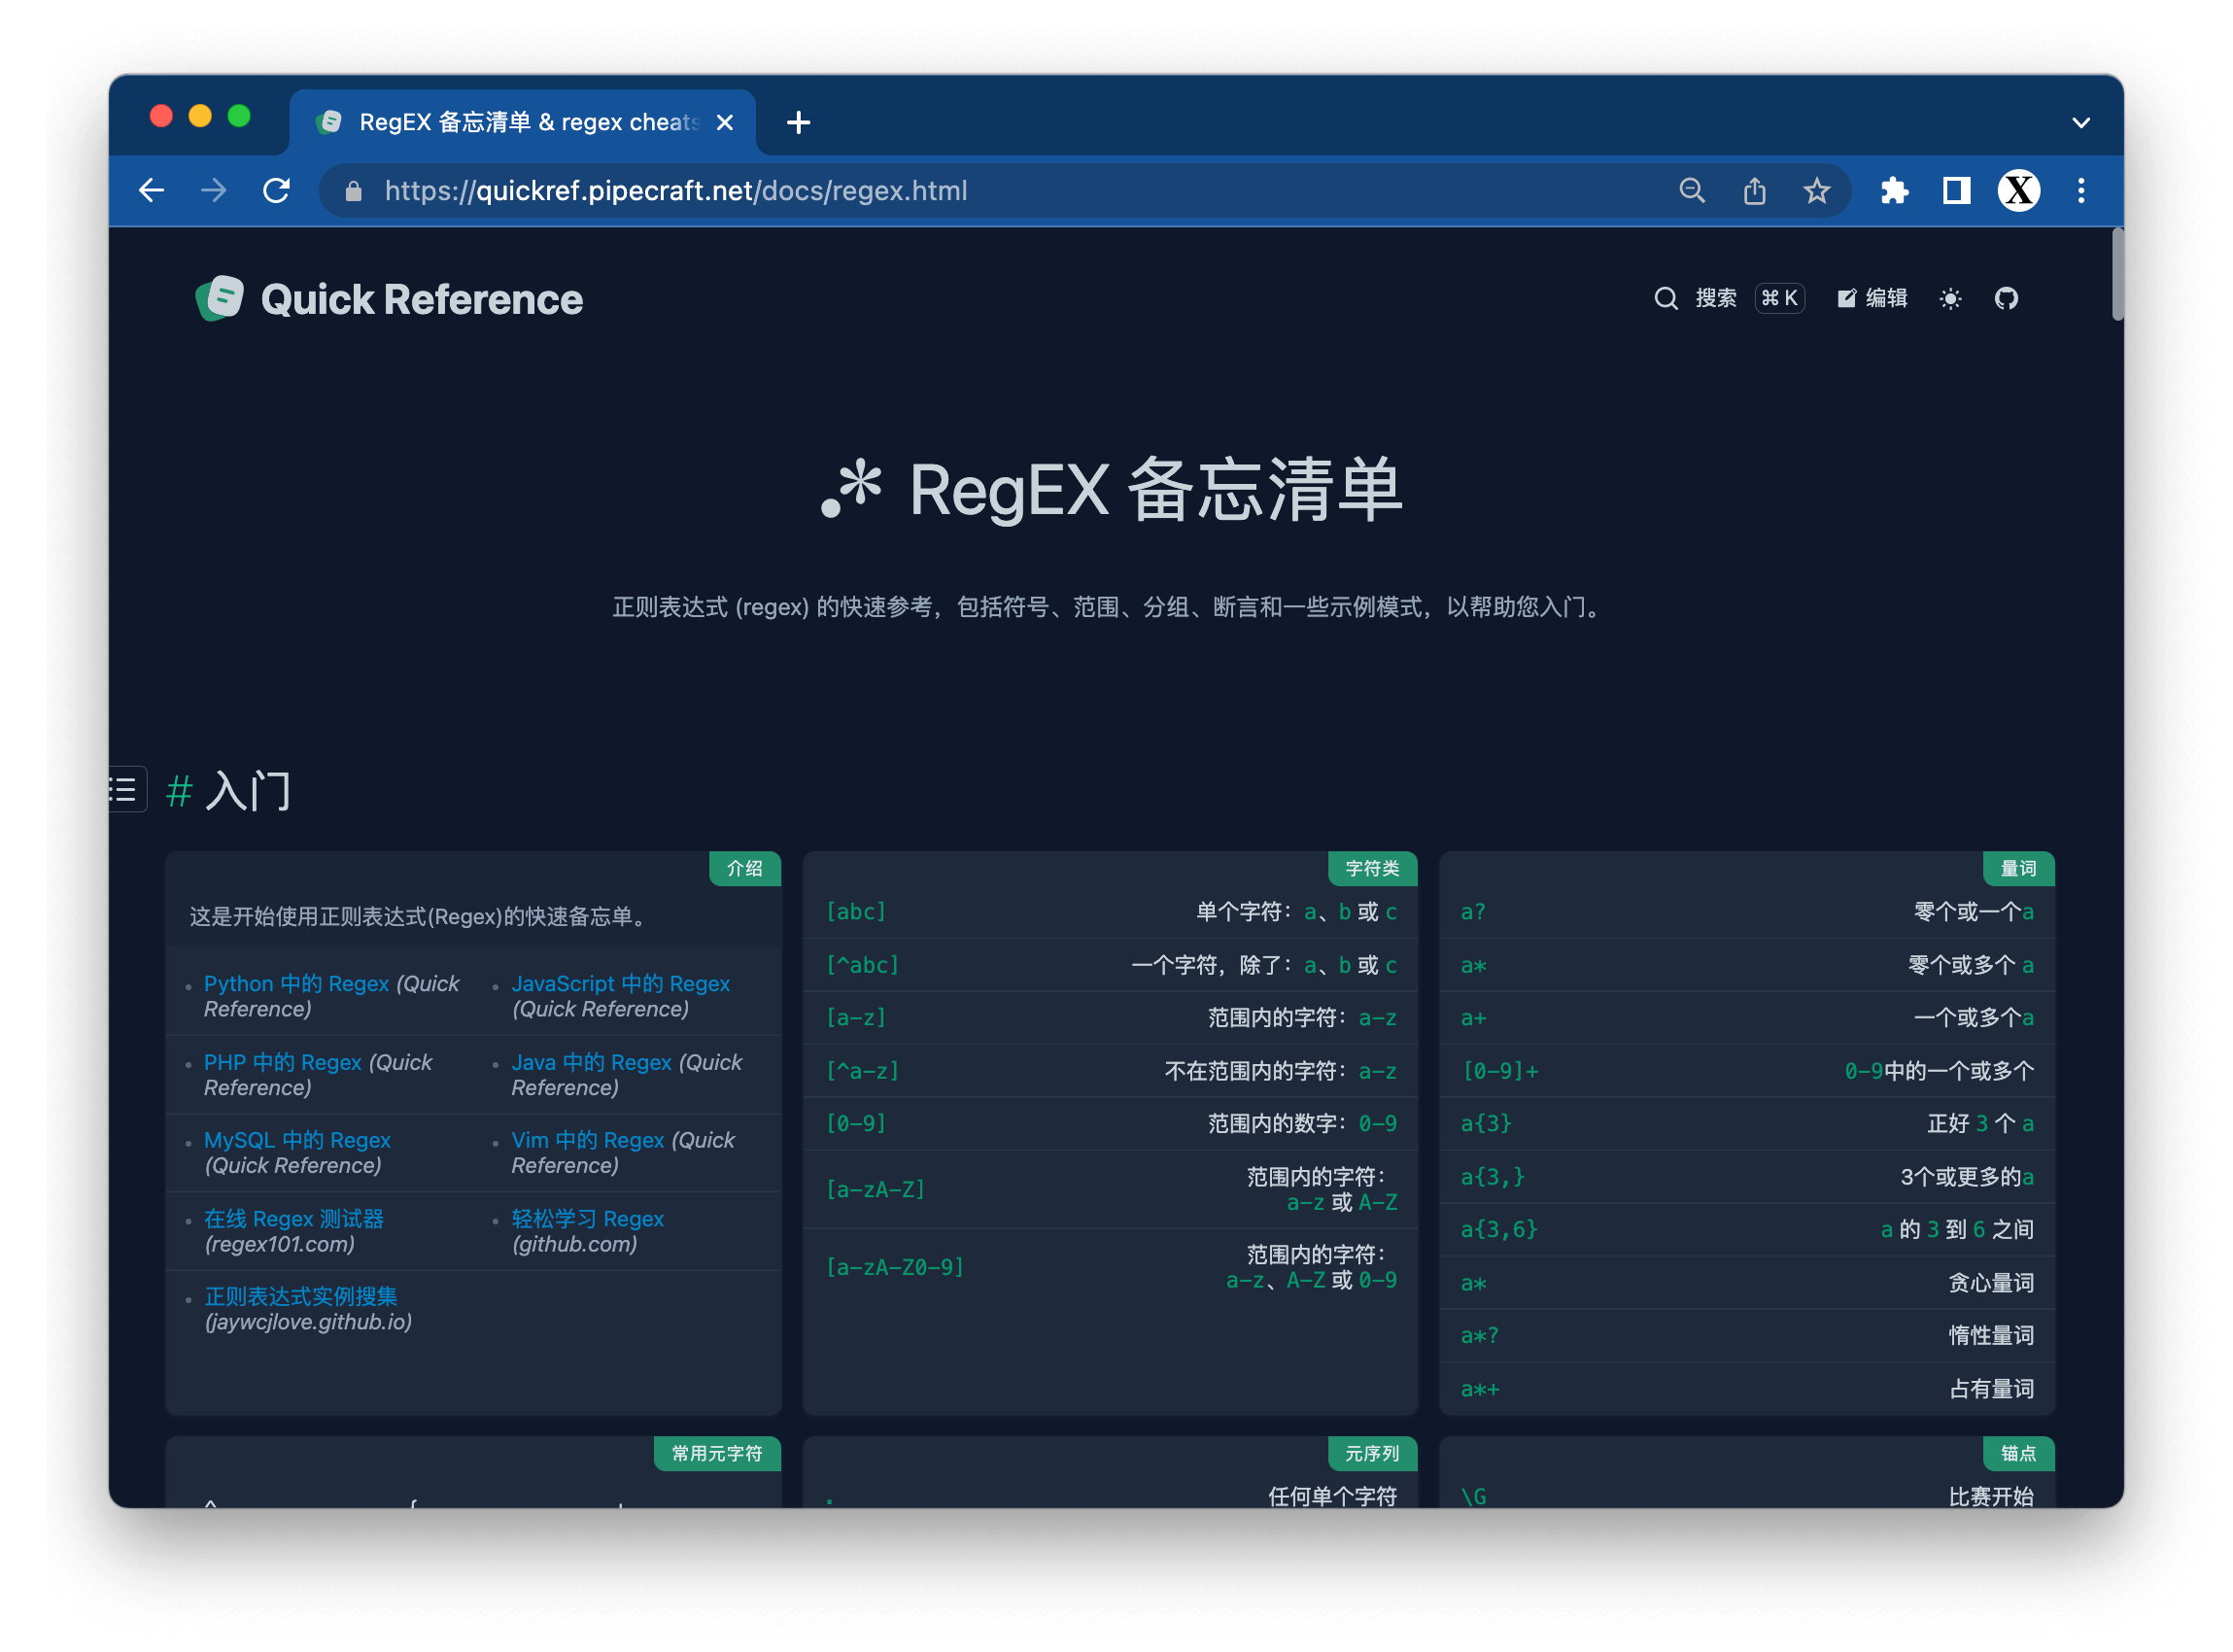 RegEX 备忘清单 & regex cheats
https://quickref.pipecraft.net/docs/regex.html
X
Quick Reference
搜索 ⌘ K 编辑
.* RegEX 备忘清单
正则表达式 (regex) 的快速参考，包括符号、范围、分组、断言和一些示例模式，以帮助您入门。
# 入门
介绍
这是开始使用正则表达式(Regex)的快速备忘单。
Python 中的 Regex (Quick
Reference)
JavaScript 中的 Regex
(Quick Reference)
PHP 中的 Regex (Quick
Reference)
Java 中的 Regex (Quick
Reference)
MySQL 中的 Regex
(Quick Reference)
Vim 中的 Regex (Quick
Reference)
在线 Regex 测试器
(regex101.com)
轻松学习 Regex
(github.com)
正则表达式实例搜集
(jaywcjlove.github.io)
字符类
[abc] 单个字符：a、b 或 c
[^abc] 一个字符，除了：a、b 或 c
[a-z] 范围内的字符：a-z
[^a-z] 不在范围内的字符：a-z
[0-9] 范围内的数字：0-9
[a-zA-Z] 范围内的字符：
a-z 或 A-Z
[a-zA-Z0-9] 范围内的字符：
a-z、A-Z 或 0-9
量词
a? 零个或一个a
a* 零个或多个 a
a+ 一个或多个a
[0-9]+ 0-9中的一个或多个
a{3} 正好 3 个 a
a{3,} 3个或更多的a
a{3,6} a 的 3 到 6 之间
a* 贪心量词
a*? 惰性量词
a*+ 占有量词
常用元字符
元序列
. 任何单个字符
锚点
\G 比赛开始